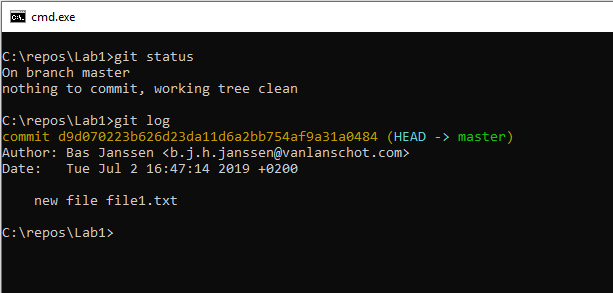 cmd.exe
C:\repos\Lab1>git status
On branch master
nothing to commit, working tree clean
C:\repos\Lab1>git log
commit d9d070223b626d23da11d6a2bb754af9a31a0484 (HEAD -> master)
Author: Bas Janssen <b.j.h.janssen@vanlanschot.com>
Date:   Tue Jul 2 16:47:14 2019 +0200
    new file file1.txt
C:\repos\Lab1>